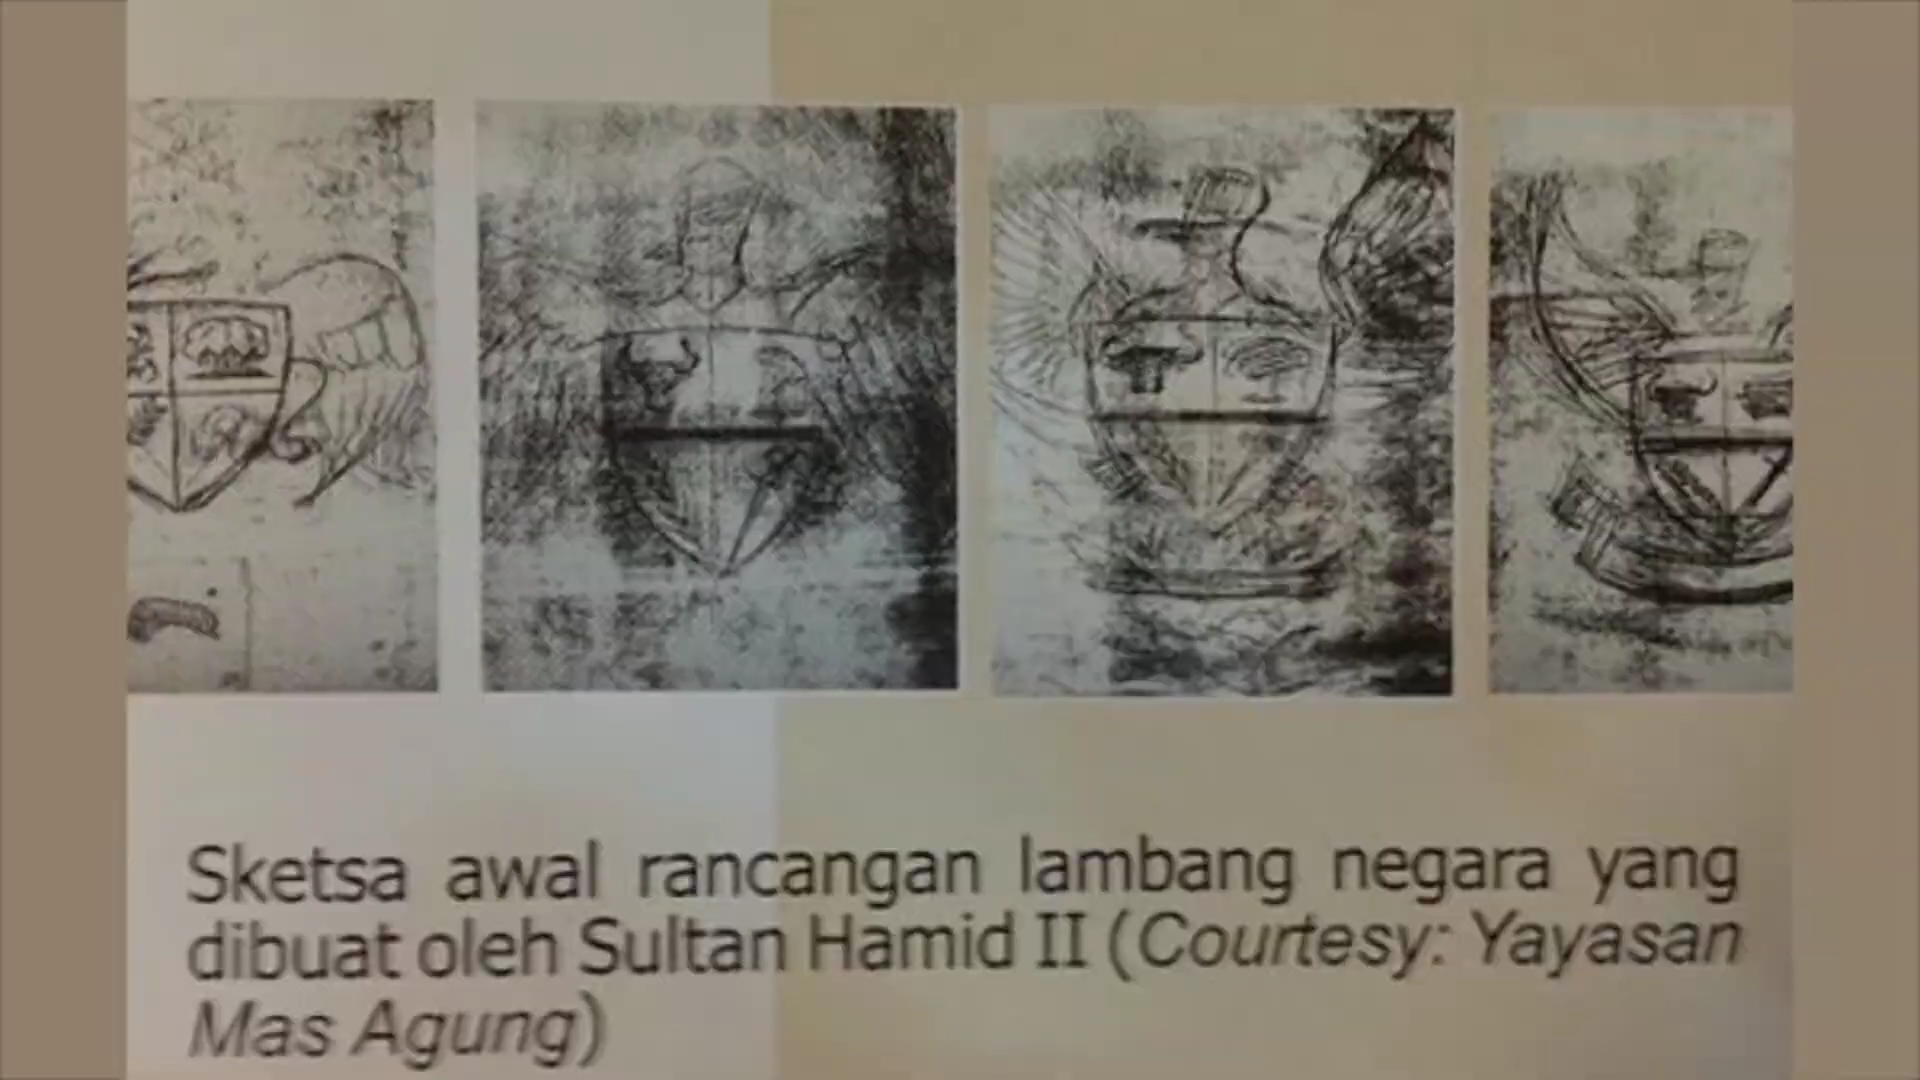 Sketsa awal rancangan lambang negara yang
dibuat oleh Sultan Hamid II (Courtesy: Yayasan
Mas Agung)